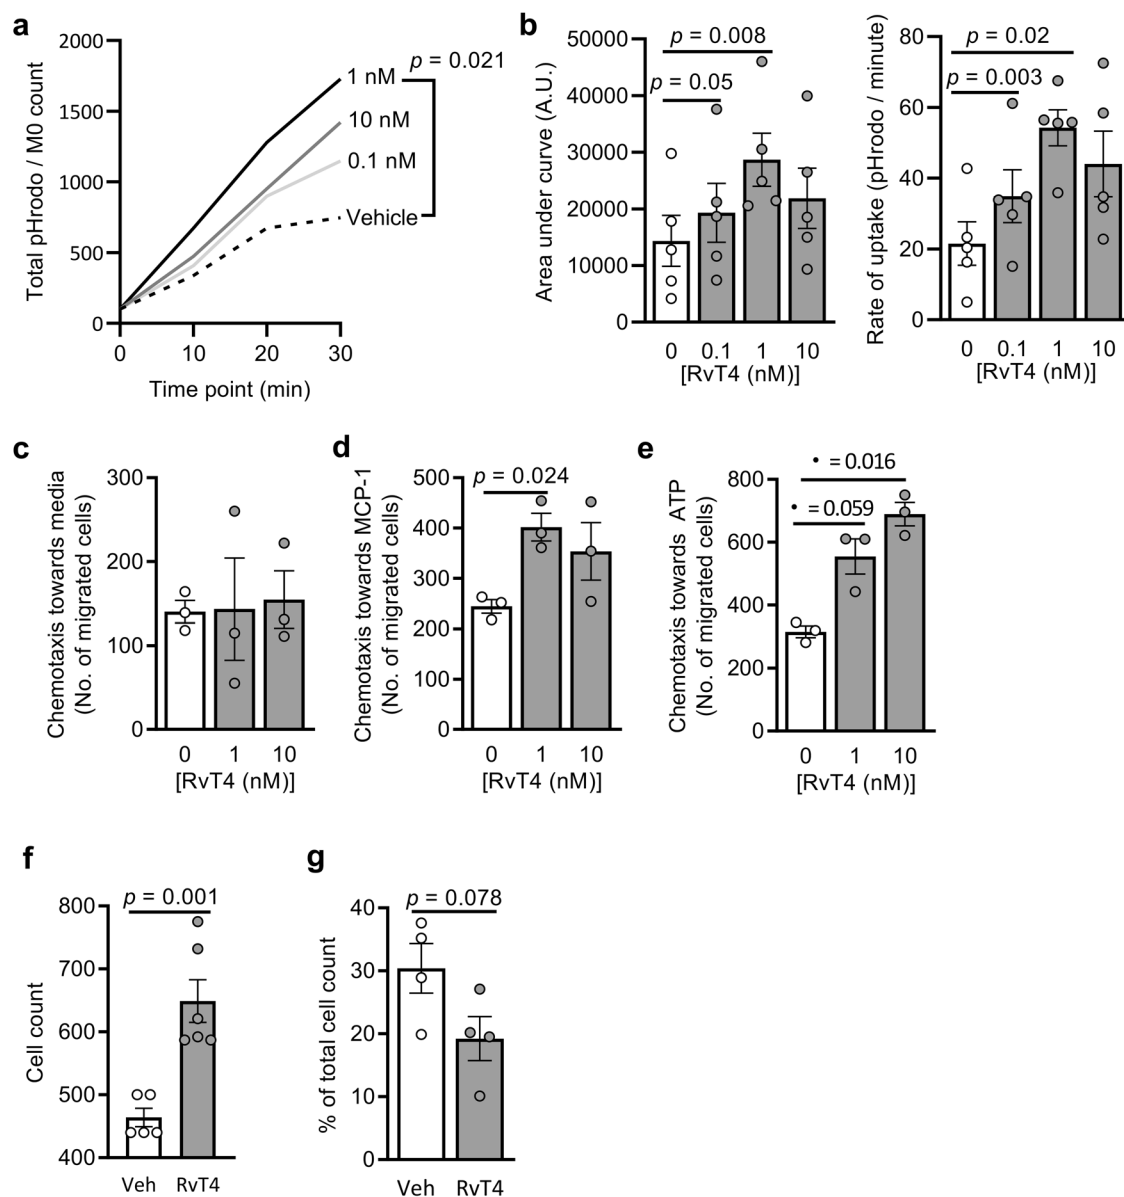 a
Total pHrodo / M0 count
2000
1500
1000
500
0
0 10 20 30
Time point (min)
1 nM
10 nM
0.1 nM
Vehicle
p = 0.021
b
Area under curve (A.U.)
50000
40000
30000
20000
10000
0
p = 0.008
p = 0.05
0 0.1 1 10
[RvT4 (nM)]
Rate of uptake (pHrodo / minute)
80
60
40
20
0
p = 0.02
p = 0.003
0 0.1 1 10
[RvT4 (nM)]
c
Chemotaxis towards media
(No. of migrated cells)
300
200
100
0
0 1 10
[RvT4 (nM)]
d
Chemotaxis towards MCP-1
(No. of migrated cells)
500
400
300
200
100
0
p = 0.024
0 1 10
[RvT4 (nM)]
e
Chemotaxis towards ATP
(No. of migrated cells)
800
600
400
200
0
• = 0.016
• = 0.059
0 1 10
[RvT4 (nM)]
f
Cell count
800
700
600
500
400
p = 0.001
Veh RvT4
g
% of total cell count
40
30
20
10
0
p = 0.078
Veh RvT4